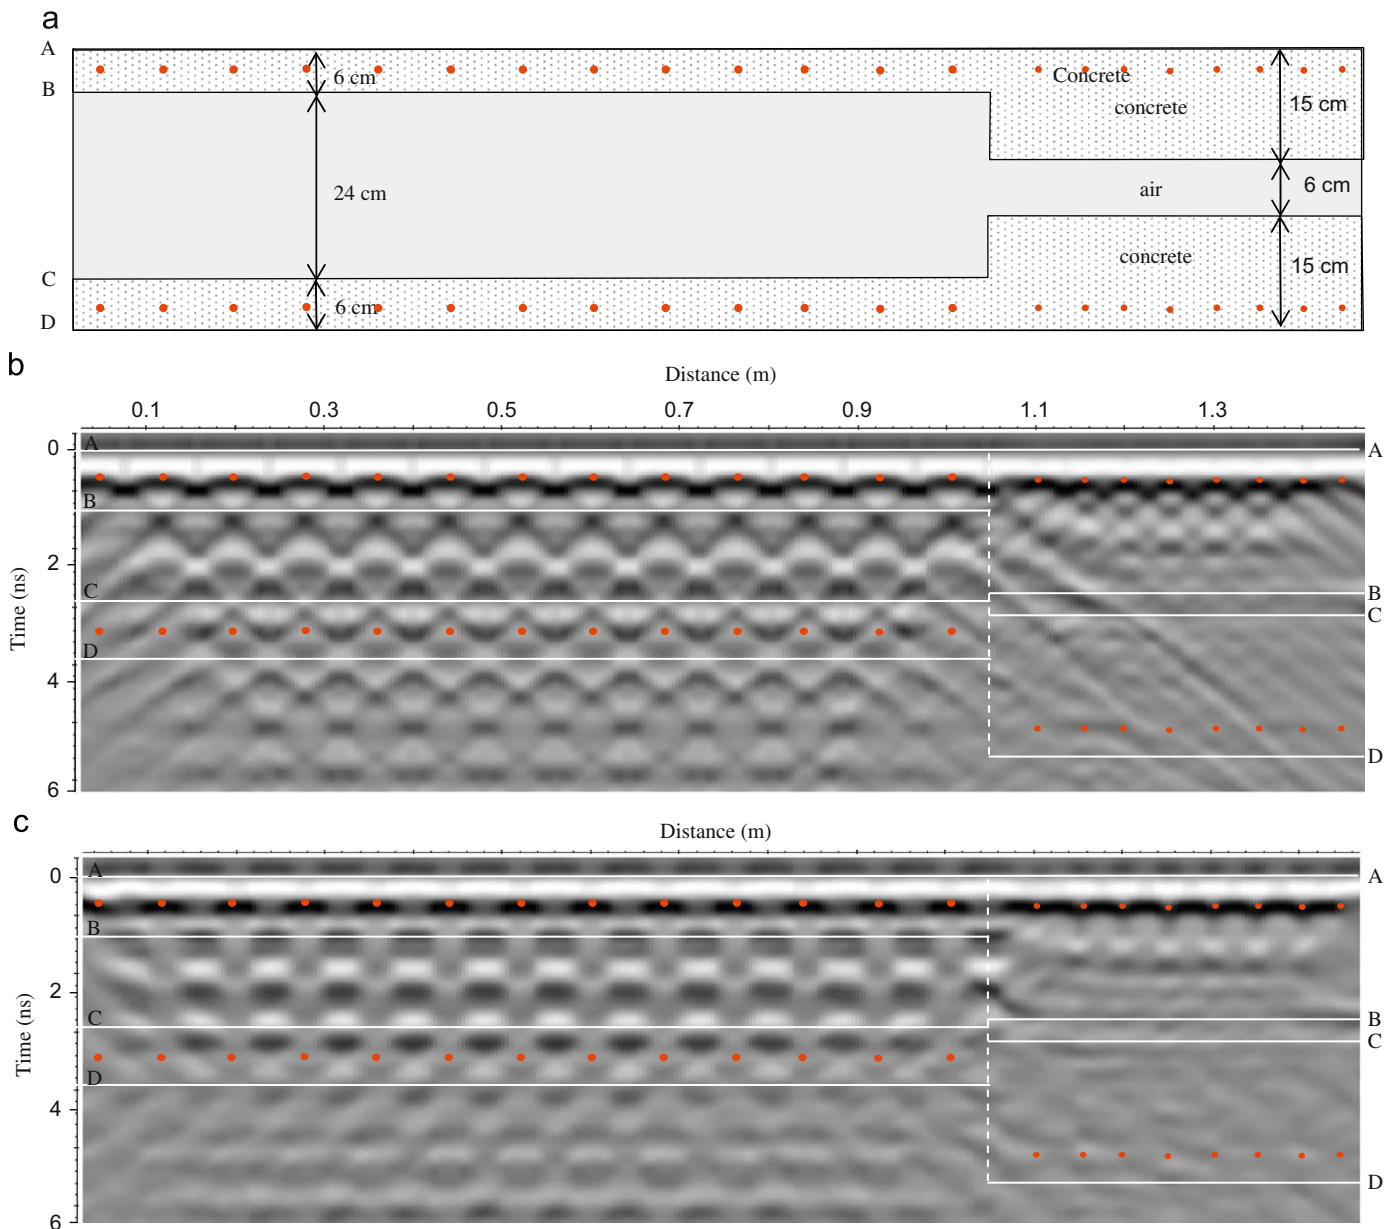 a
A
6 cm
Concrete
B
concrete
15 cm
24 cm
air
6 cm
C
concrete
15 cm
6 cm
D
b
Distance (m)
0.1 0.3 0.5 0.7 0.9 1.1 1.3
0 A A
B
2
C B
C
Time (ns)
D
4
D
6
c
Distance (m)
0 A A
B
2
C B
C
Time (ns)
D
4
D
6